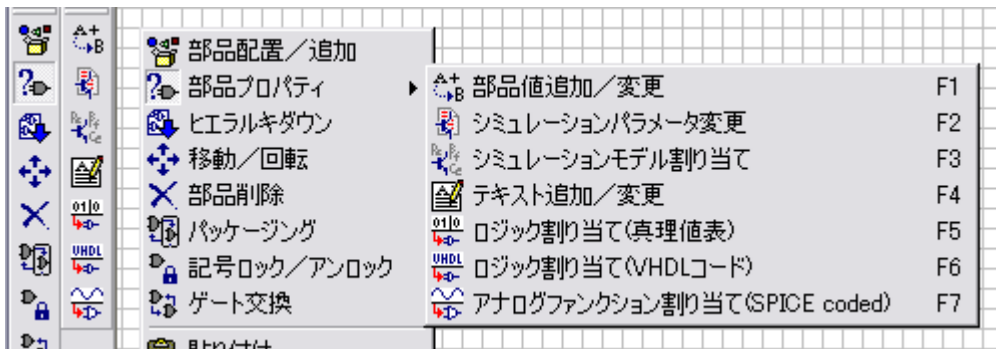 部品配置／追加
部品プロパティ
ヒエラルキダウン
移動／回転
部品削除
パッケージング
記号ロック／アンロック
ゲート交換
貼り付け
部品値追加／変更 F1
シミュレーションパラメータ変更 F2
シミュレーションモデル割り当て F3
テキスト追加／変更 F4
ロジック割り当て(真理値表) F5
ロジック割り当て(VHDLコード) F6
アナログファンクション割り当て(SPICE coded) F7